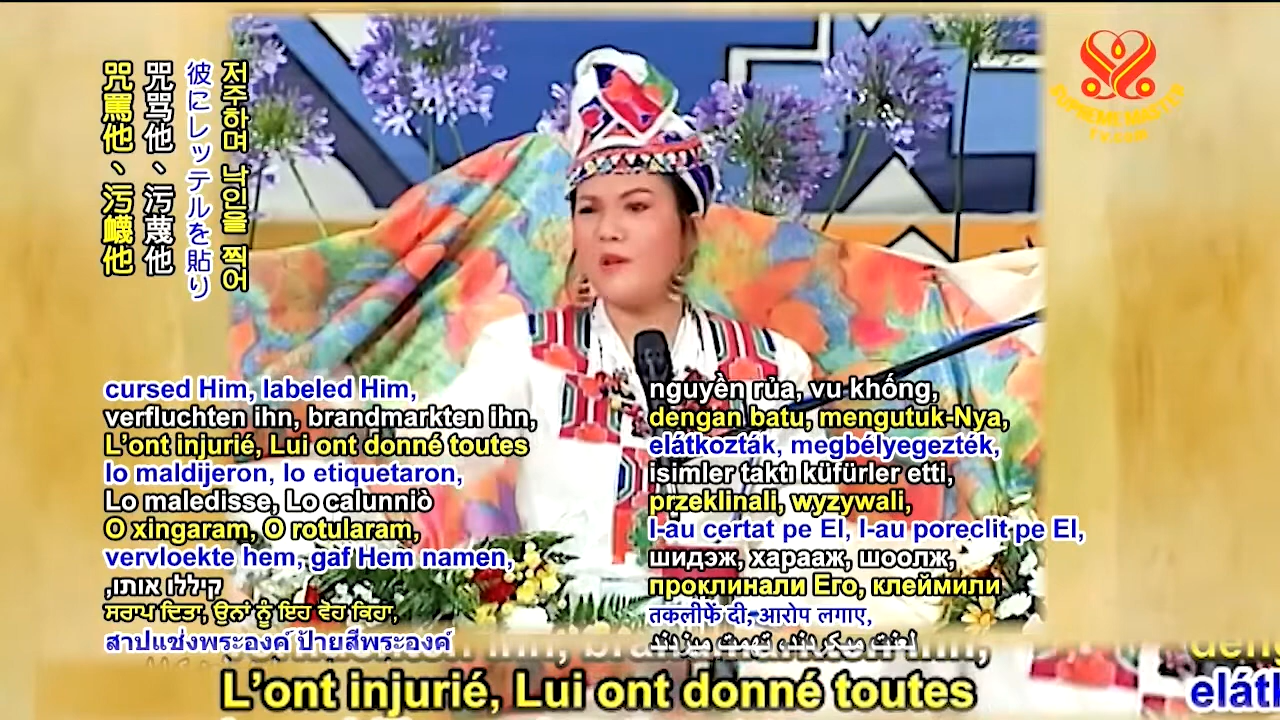 SUPREME MASTER
TV.COM
저주하며 낙인을 찍어
彼にレッテルを貼り
咒骂他、污蔑他
咒罵他、污衊他
cursed Him, labeled Him,
verfluchten ihn, brandmarkten ihn,
L’ont injurié, Lui ont donné toutes
lo maldijeron, lo etiquetaron,
Lo maledisse, Lo calunniò
O xingaram, O rotularam,
vervloekte hem, gaf Hem namen,
קיללו אותו,
ਸਰਾਪ ਦਿਤਾ, ਉਨਾਂ ਨੂੰ ਇਹ ਵੋਹ ਕਿਹਾ,
สาปแช่งพระองค์ ป้ายสีพระองค์
nguyền rủa, vu khống,
dengan batu, mengutuk-Nya,
elátkozták, megbélyegezték,
isimler taktı küfürler etti,
przeklinali, wyzywali,
l-au certat pe El, l-au poreclit pe El,
шидэж, харааж, шоолж,
проклинали Его, клеймили
तकलीफें दी, आरोप लगाए,
لعنت میکردند، تهمت میزدند
L’ont injurié, Lui ont donné toutes